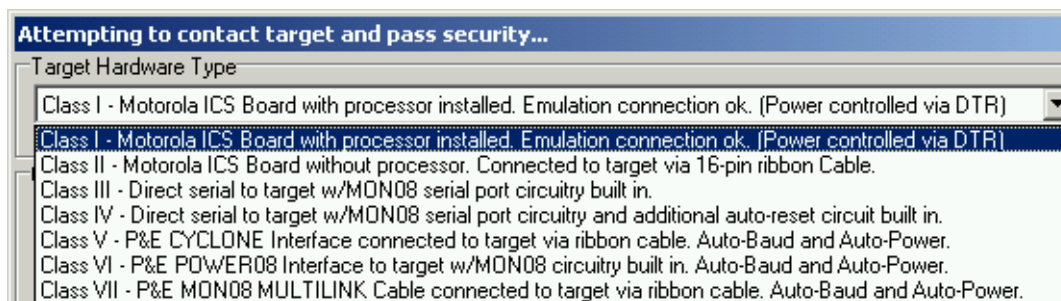 Attempting to contact target and pass security...
Target Hardware Type
Class I - Motorola ICS Board with processor installed. Emulation connection ok. (Power controlled via DTR)
Class I - Motorola ICS Board with processor installed. Emulation connection ok. (Power controlled via DTR)
Class II - Motorola ICS Board without processor. Connected to target via 16-pin ribbon Cable.
Class III - Direct serial to target w/MON08 serial port circuitry built in.
Class IV - Direct serial to target w/MON08 serial port circuitry and additional auto-reset circuit built in.
Class V - P&E CYCLONE Interface connected to target via ribbon cable. Auto-Baud and Auto-Power.
Class VI - P&E POWER08 Interface to target w/MON08 circuitry built in. Auto-Baud and Auto-Power.
Class VII - P&E MON08 MULTILINK Cable connected to target via ribbon cable. Auto-Baud and Auto-Power.